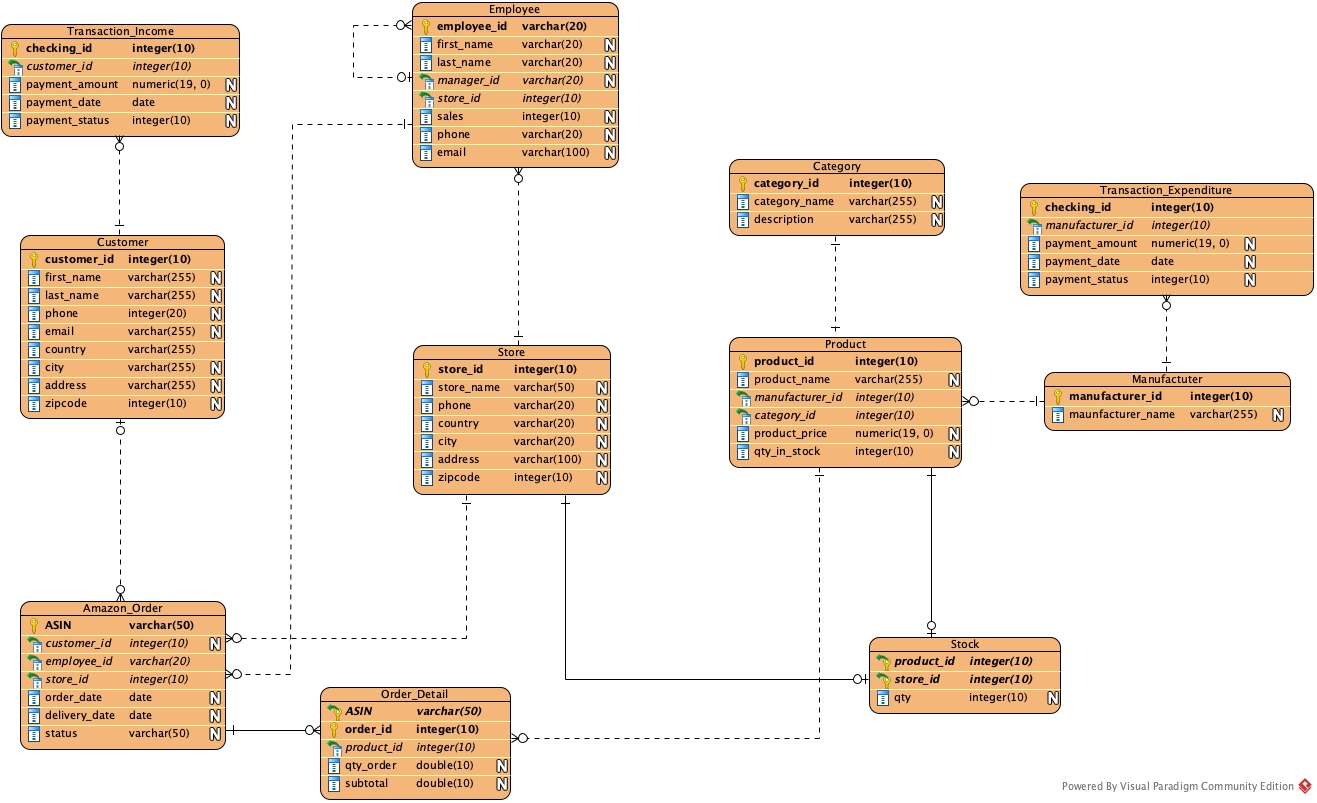 Transaction_Income
checking_id integer(10)
customer_id integer(10)
payment_amount numeric(19, 0) N
payment_date date N
payment_status integer(10) N
Employee
employee_id varchar(20)
first_name varchar(20) N
last_name varchar(20) N
manager_id varchar(20) N
store_id integer(10)
sales integer(10) N
phone varchar(20) N
email varchar(100) N
Category
category_id integer(10)
category_name varchar(255) N
description varchar(255) N
Transaction_Expenditure
checking_id integer(10)
manufacturer_id integer(10)
payment_amount numeric(19, 0) N
payment_date date N
payment_status integer(10) N
Customer
customer_id integer(10)
first_name varchar(255) N
last_name varchar(255) N
phone integer(20) N
email varchar(255) N
country varchar(255)
city varchar(255) N
address varchar(255) N
zipcode integer(10) N
Store
store_id integer(10)
store_name varchar(50) N
phone varchar(20) N
country varchar(20) N
city varchar(20) N
address varchar(100) N
zipcode integer(10) N
Product
product_id integer(10)
product_name varchar(255) N
manufacturer_id integer(10)
category_id integer(10)
product_price numeric(19, 0) N
qty_in_stock integer(10) N
Manufactuter
manufacturer_id integer(10)
maunfacturer_name varchar(255) N
Amazon_Order
ASIN varchar(50)
customer_id integer(10) N
employee_id varchar(20)
store_id integer(10)
order_date date N
delivery_date date N
status varchar(50) N
Order_Detail
ASIN varchar(50)
order_id integer(10)
product_id integer(10)
qty_order double(10) N
subtotal double(10) N
Stock
product_id integer(10)
store_id integer(10)
qty integer(10) N
Powered By Visual Paradigm Community Edition